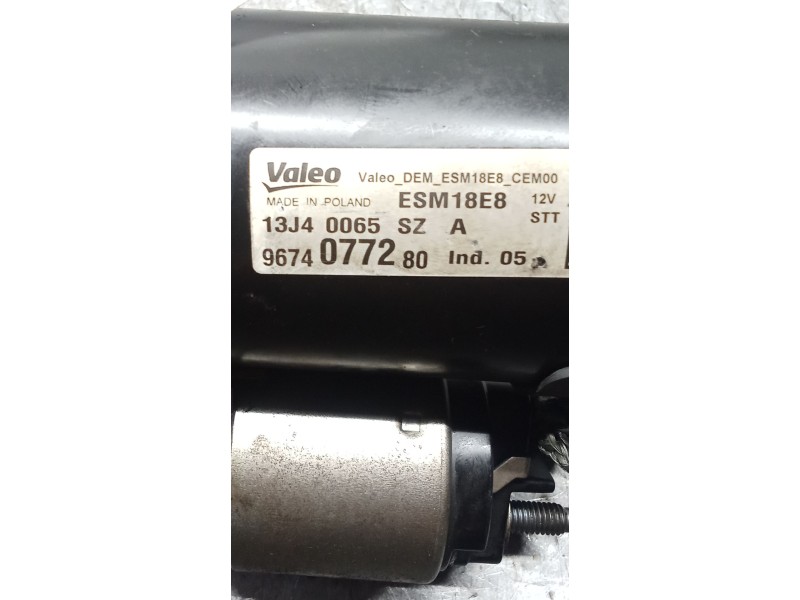 Valeo Valeo_DEM_ESM18E8_CEM00
MADE IN POLAND ESM18E8 12V
STT
13J4 0065 SZ A
9674 0772 80 Ind. 05